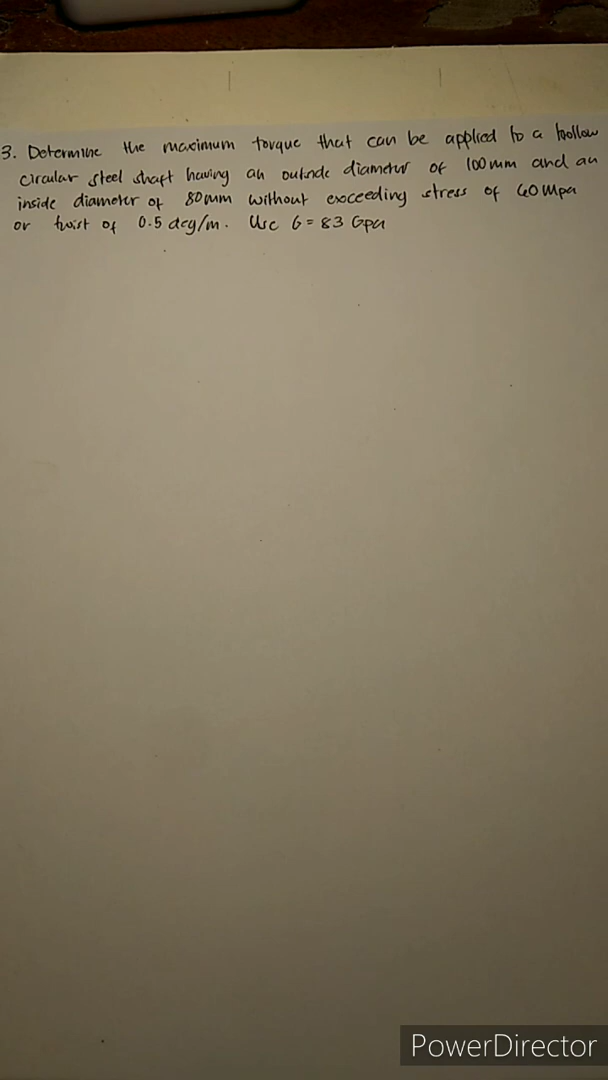 3. Determine the maximum torque that can be applied to a hollow
circular steel shaft having an outside diameter of 100 mm and an
inside diameter of 80 mm without exceeding stress of 60 Mpa
or twist of 0.5 deg/m. Use G = 83 Gpa
PowerDirector